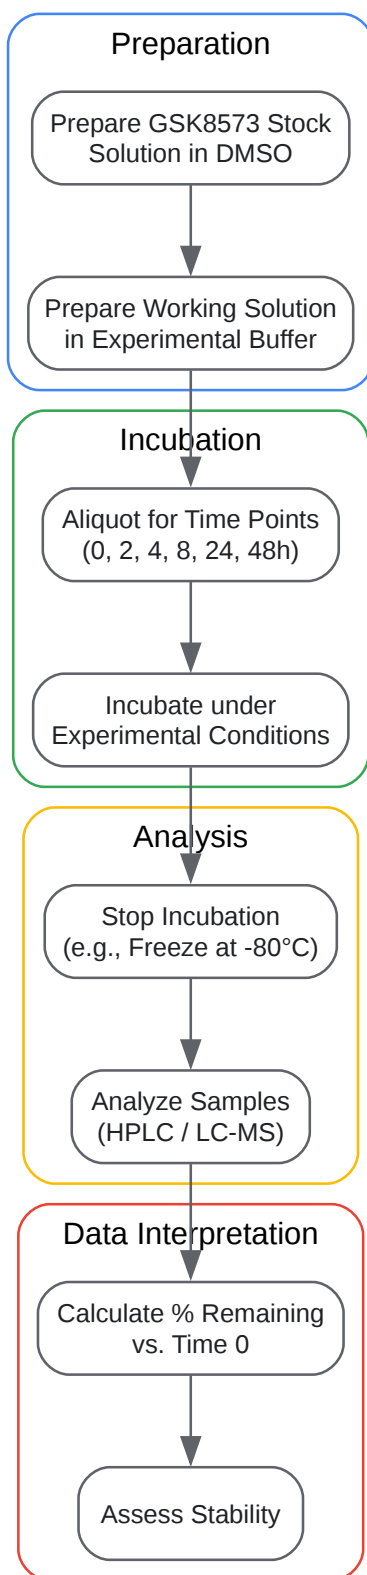 Preparation
Prepare GSK8573 Stock
Solution in DMSO
Prepare Working Solution
in Experimental Buffer
Incubation
Aliquot for Time Points
(0, 2, 4, 8, 24, 48h)
Incubate under
Experimental Conditions
Analysis
Stop Incubation
(e.g., Freeze at -80°C)
Analyze Samples
(HPLC / LC-MS)
Data Interpretation
Calculate % Remaining
vs. Time 0
Assess Stability